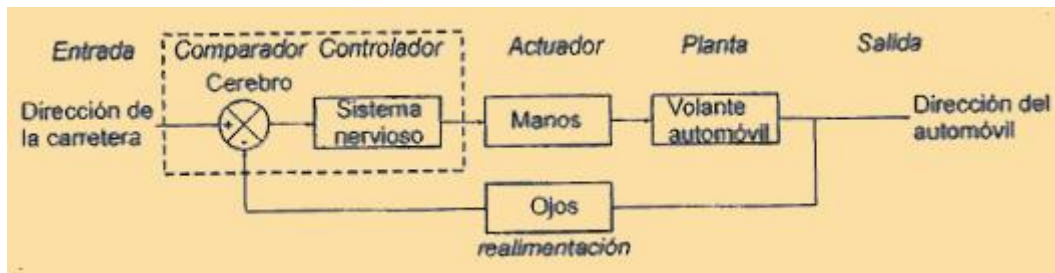 Entrada
Comparador
Controlador
Actuador
Planta
Salida
Cerebro
Dirección de
la carretera
+
-
Sistema
nervioso
Manos
Volante
automóvil
Dirección del
automóvil
Ojos
realimentación